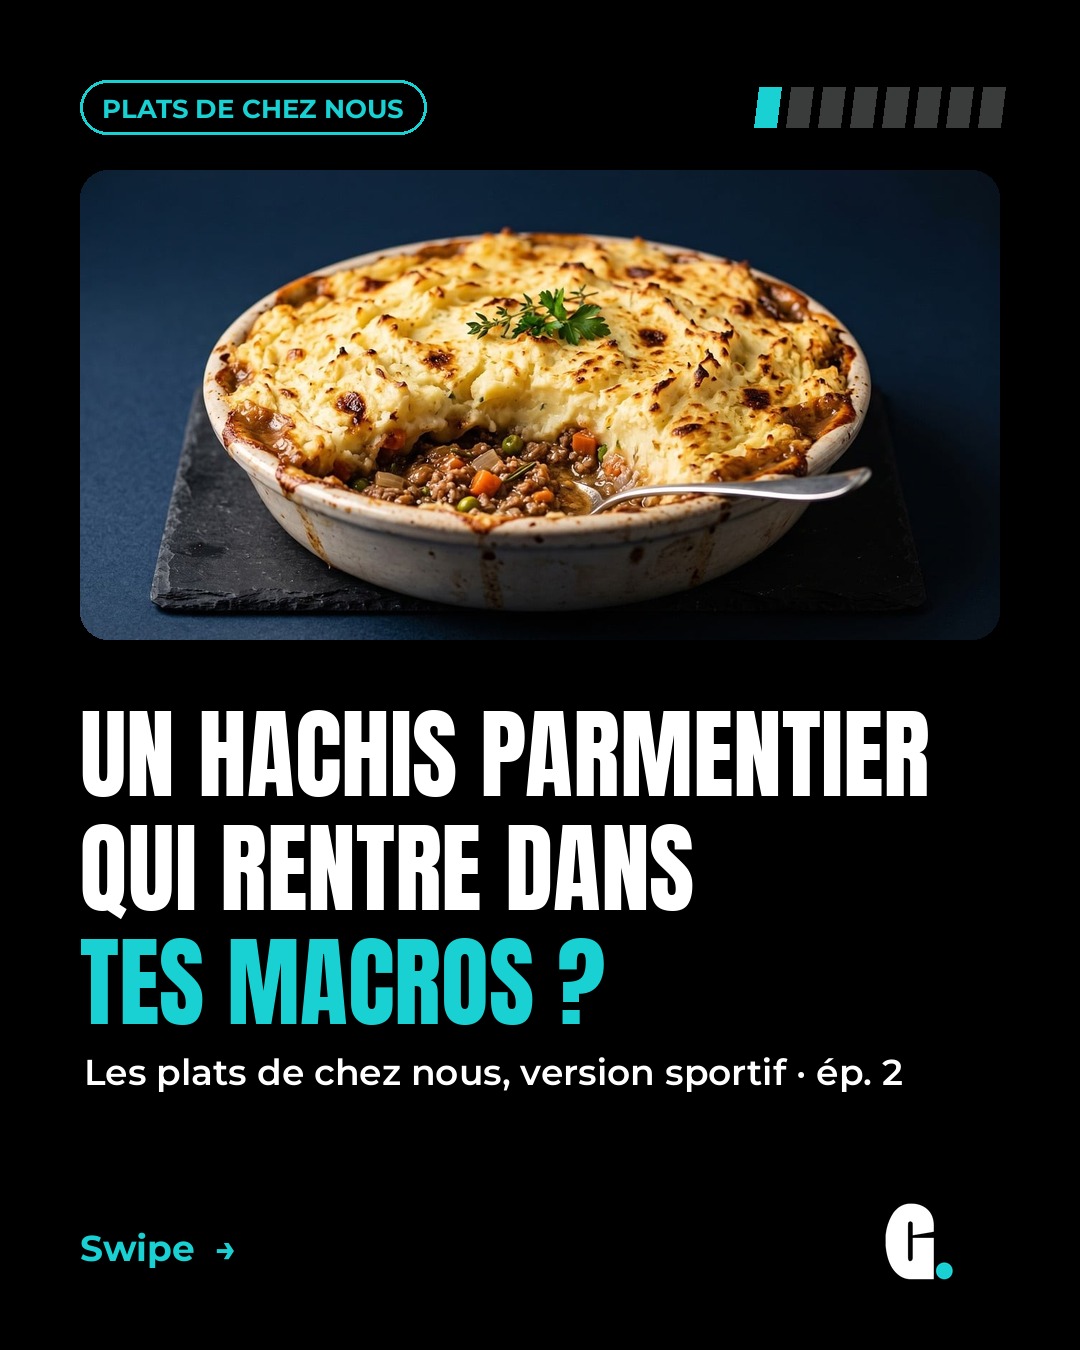 PLATS DE CHEZ NOUS
UN HACHIS PARMENTIER
QUI RENTRE DANS
TES MACROS ?
Les plats de chez nous, version sportif · ép. 2
Swipe →
G.